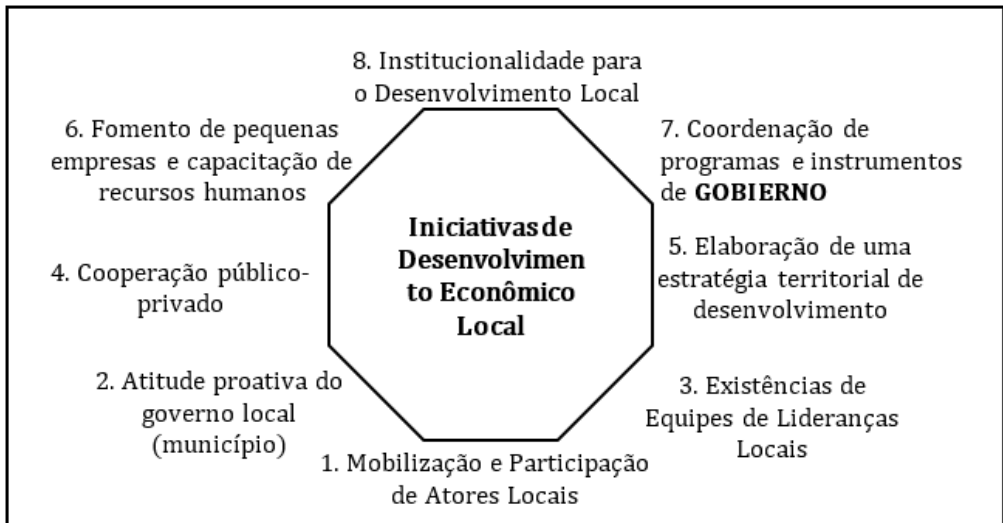 8. Institucionalidade para
o Desenvolvimento Local
6. Fomento de pequenas
empresas e capacitação de
recursos humanos
7. Coordenação de
programas e instrumentos
de GOBIERNO
Iniciativas de
Desenvolvimen
to Econômico
Local
4. Cooperação público-
privado
5. Elaboração de uma
estratégia territorial de
desenvolvimento
2. Atitude proativa do
governo local
(município)
3. Existências de
Equipes de Lideranças
Locais
1. Mobilização e Participação
de Atores Locais